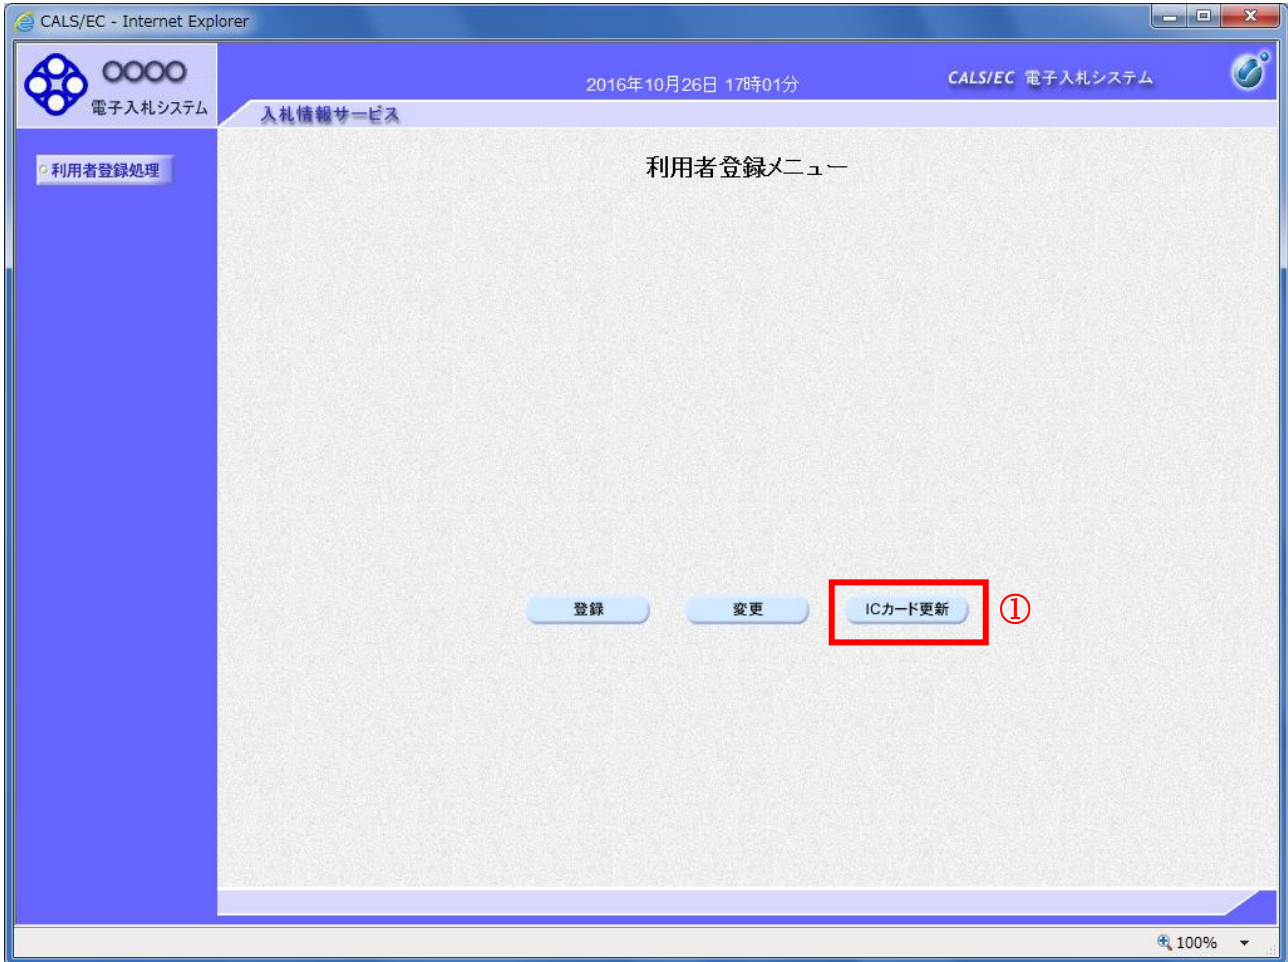 CALS/EC - Internet Explorer
○○○○
電子入札システム
2016年10月26日 17時01分
CALS/EC 電子入札システム
入札情報サービス
利用者登録処理
利用者登録メニュー
登録
変更
ICカード更新
①
100%